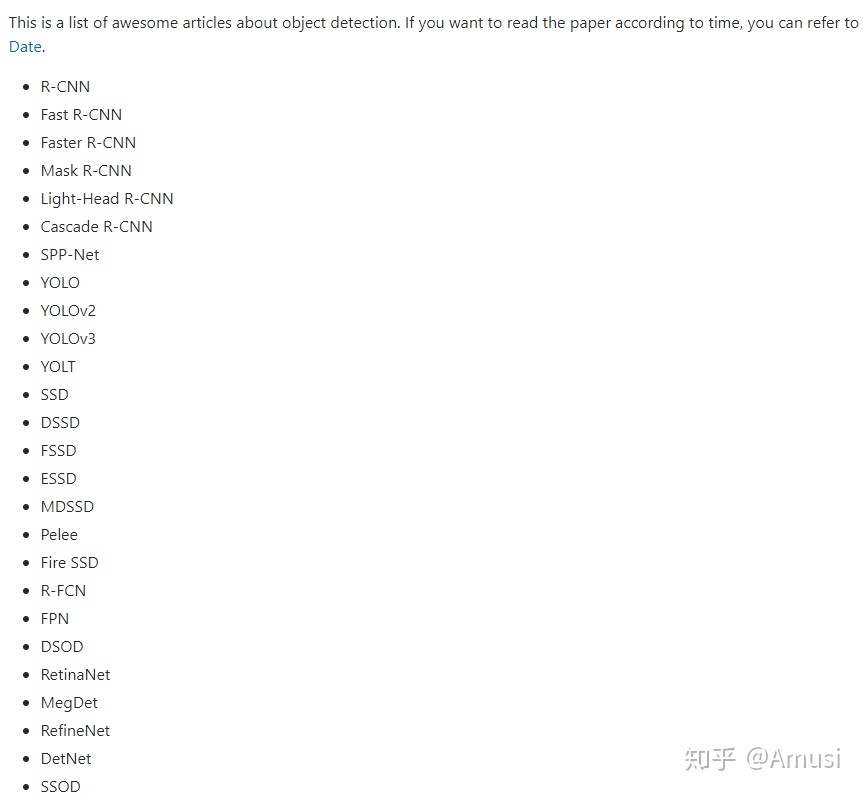 This is a list of awesome articles about object detection. If you want to read the paper according to time, you can refer to
Date.
• R-CNN
• Fast R-CNN
• Faster R-CNN
• Mask R-CNN
• Light-Head R-CNN
• Cascade R-CNN
• SPP-Net
• YOLO
• YOLOv2
• YOLOv3
• YOLT
• SSD
• DSSD
• FSSD
• ESSD
• MDSSD
• Pelee
• Fire SSD
• R-FCN
• FPN
• DSOD
• RetinaNet
• MegDet
• RefineNet
• DetNet
• SSOD
知乎 @Amusi